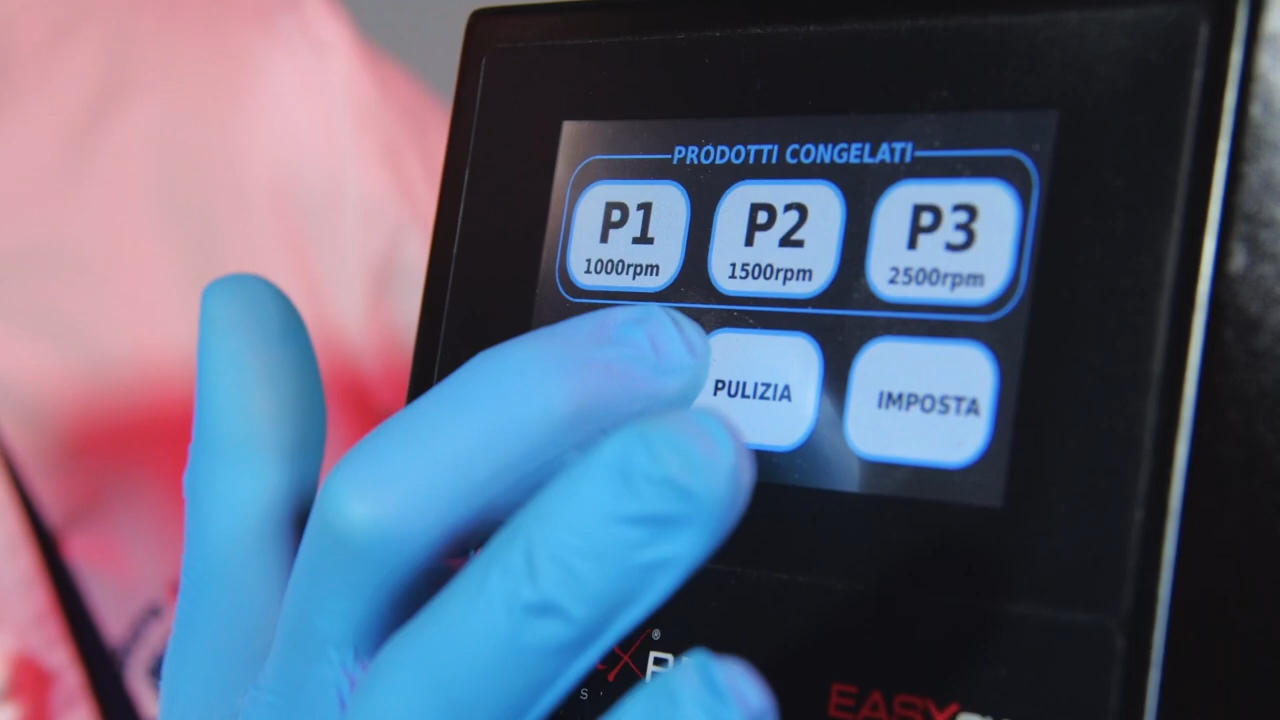 PRODOTTI CONGELATI
P1
1000rpm
P2
1500rpm
P3
2500rpm
PULIZIA
IMPOSTA
EASY